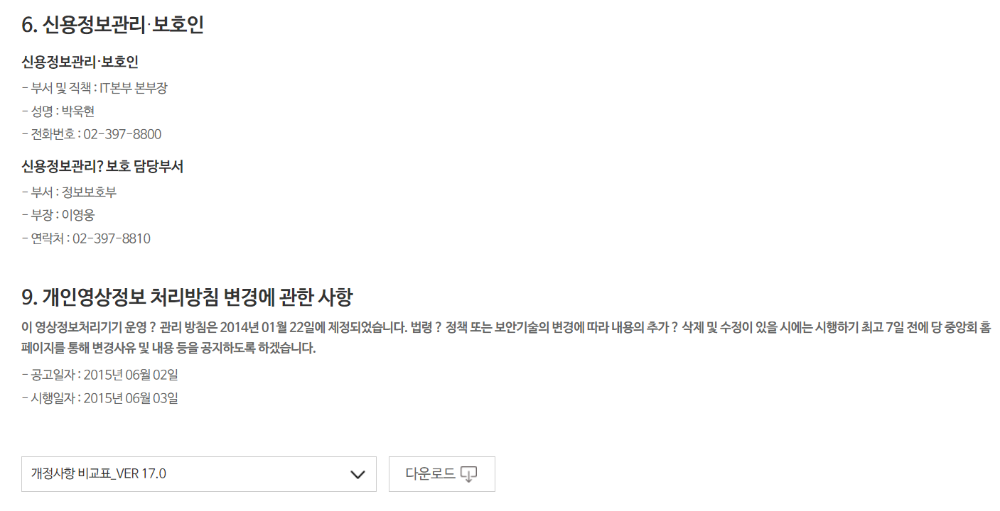 6. 신용정보관리·보호인
신용정보관리·보호인
- 부서 및 직책 : IT본부 본부장
- 성명 : 박욱현
- 전화번호 : 02-397-8800
신용정보관리? 보호 담당부서
- 부서 : 정보보호부
- 부장 : 이영웅
- 연락처 : 02-397-8810
9. 개인영상정보 처리방침 변경에 관한 사항
이 영상정보처리기기 운영 ? 관리 방침은 2014년 01월 22일에 제정되었습니다. 법령 ? 정책 또는 보안기술의 변경에 따라 내용의 추가 ? 삭제 및 수정이 있을 시에는 시행하기 최고 7일 전에 당 중앙회 홈
페이지를 통해 변경사유 및 내용 등을 공지하도록 하겠습니다.
- 공고일자 : 2015년 06월 02일
- 시행일자 : 2015년 06월 03일
개정사항 비교표_VER 17.0
다운로드